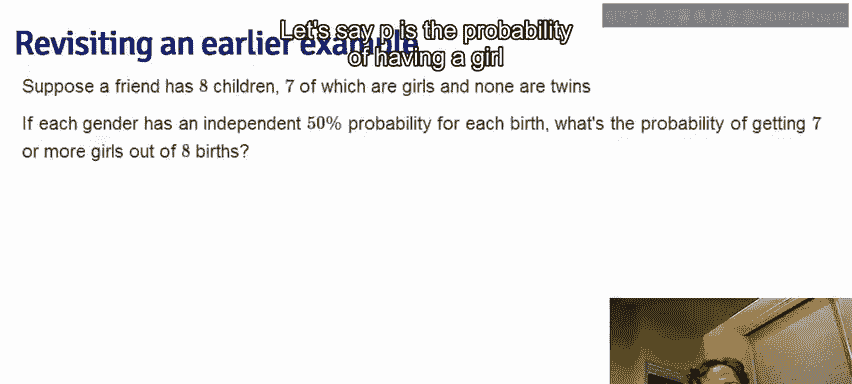 Let's say p is the probability
of having a girl
Revisiting an earlier example
Suppose a friend has 8 children, 7 of which are girls and none are twins
If each gender has an independent 50% probability for each birth, what's the probability of getting 7
or more girls out of 8 births?